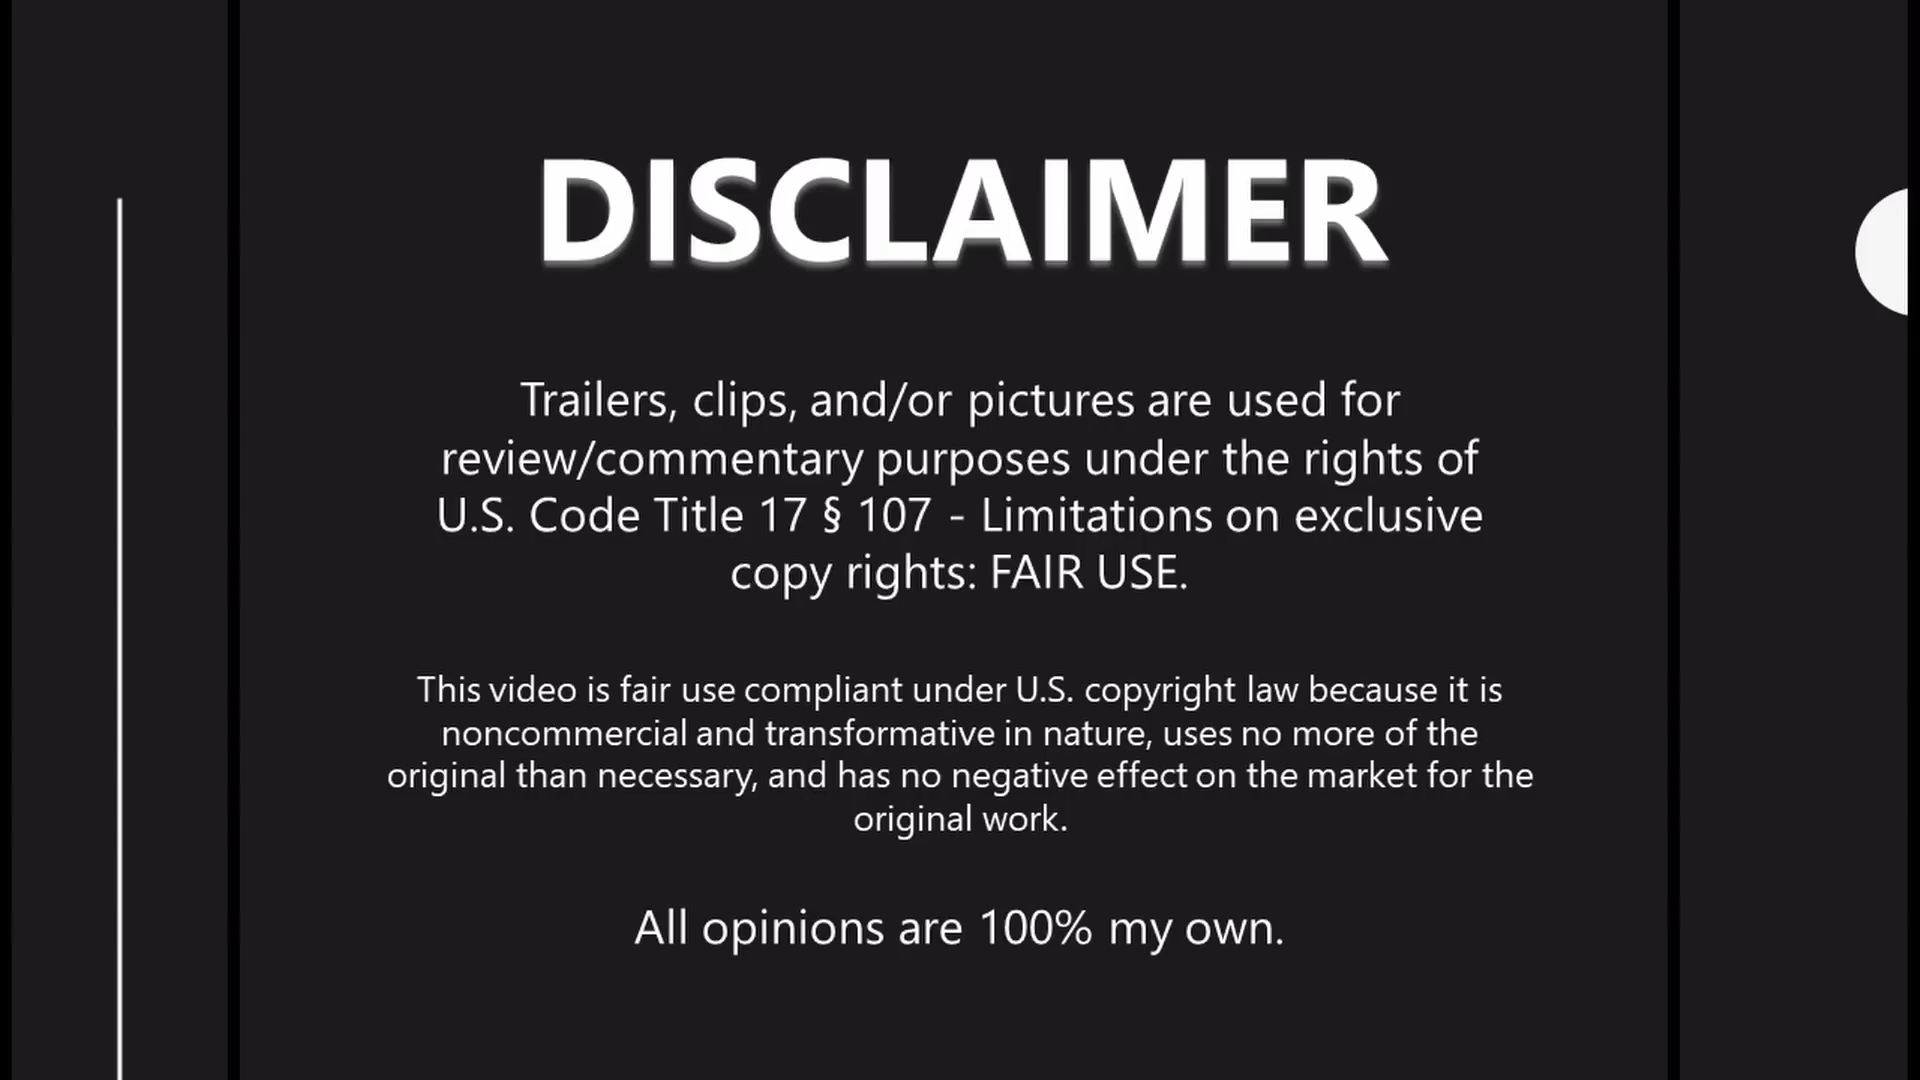 DISCLAIMER
Trailers, clips, and/or pictures are used for
review/commentary purposes under the rights of
U.S. Code Title 17 § 107 - Limitations on exclusive
copy rights: FAIR USE.
This video is fair use compliant under U.S. copyright law because it is
noncommercial and transformative in nature, uses no more of the
original than necessary, and has no negative effect on the market for the
original work.
All opinions are 100% my own.